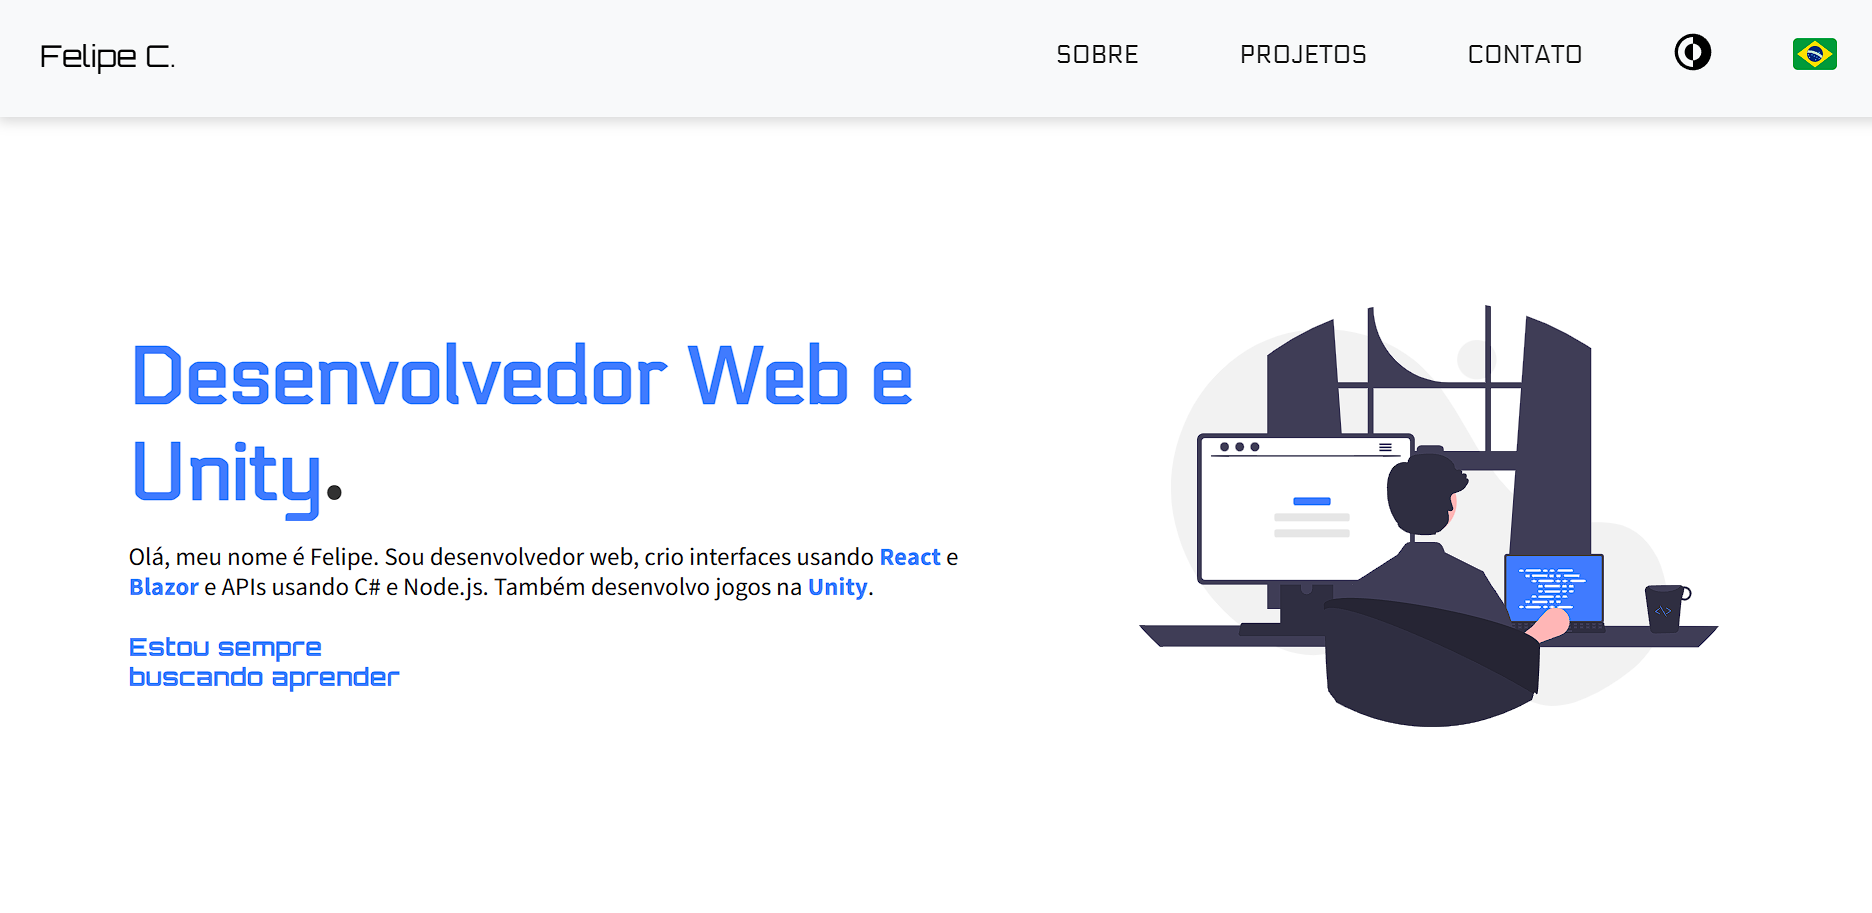 Felipe C.
SOBRE
PROJETOS
CONTATO
Desenvolvedor Web e
Unity.
Olá, meu nome é Felipe. Sou desenvolvedor web, crio interfaces usando React e
Blazor e APIs usando C# e Node.js. Também desenvolvo jogos na Unity.
Estou sempre
buscando aprender